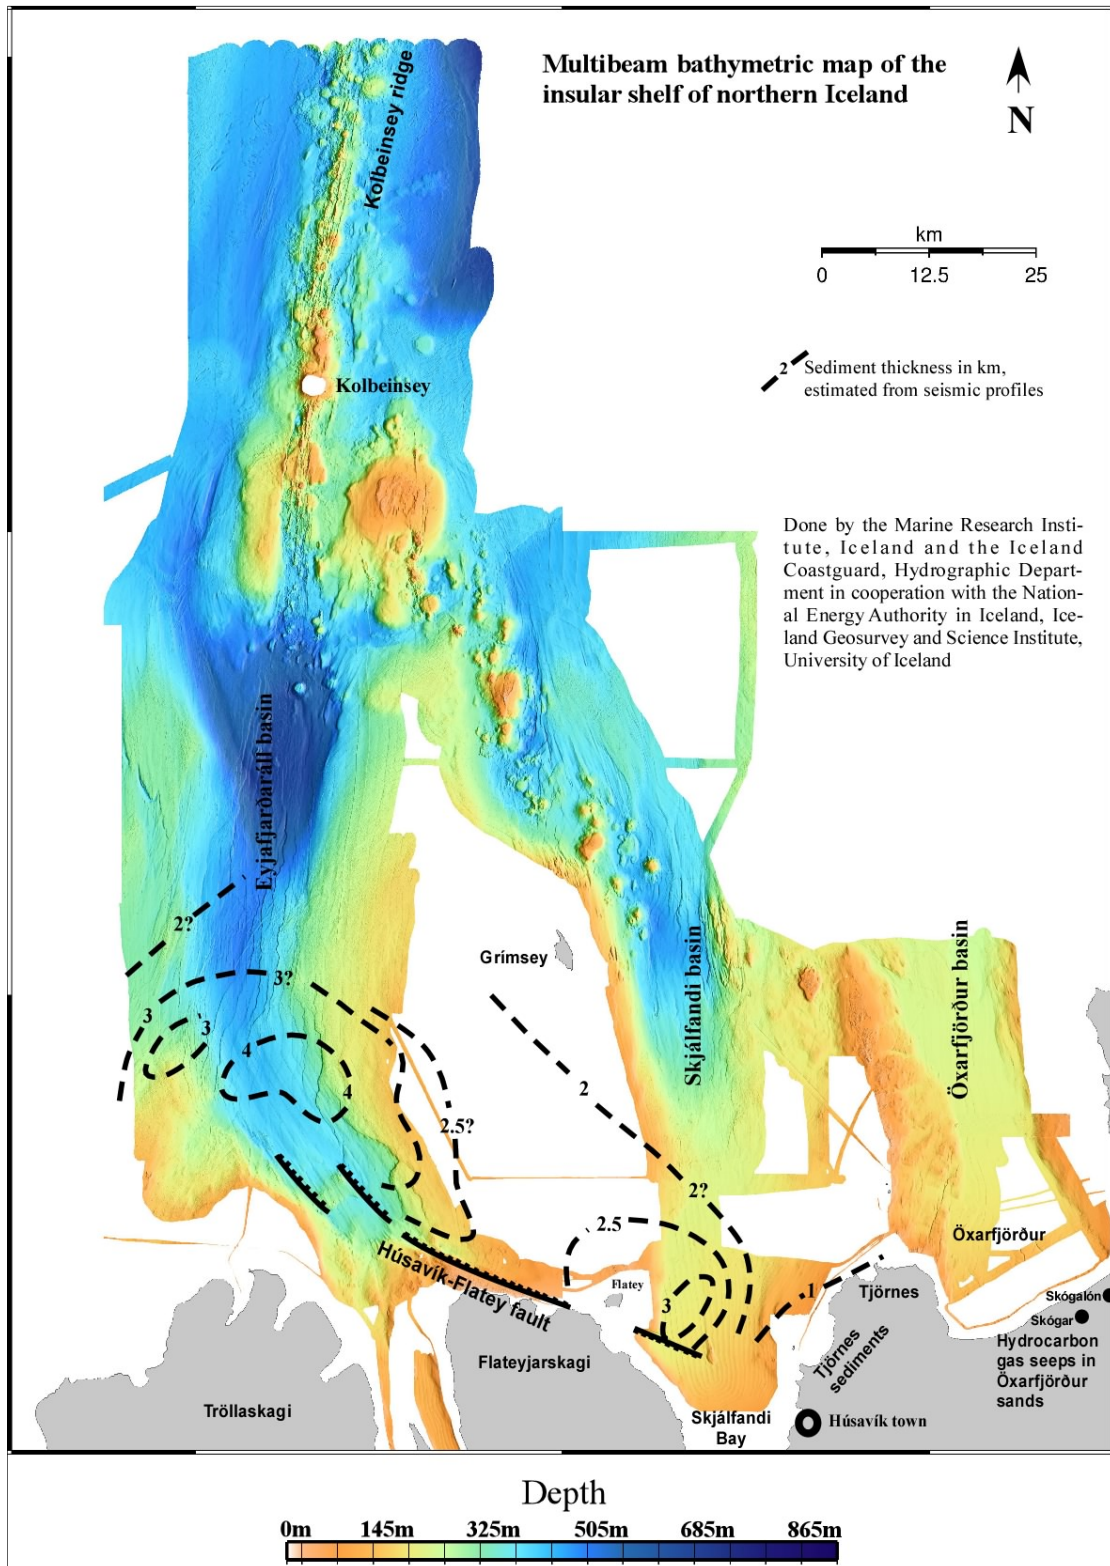 Multibeam bathymetric map of the
insular shelf of northern Iceland
N
Kolbeinsey ridge
km
0 12.5 25
2 Sediment thickness in km,
estimated from seismic profiles
Kolbeinsey
Done by the Marine Research Insti-
tute, Iceland and the Iceland
Coastguard, Hydrographic Depart-
ment in cooperation with the Nation-
al Energy Authority in Iceland, Ice-
land Geosurvey and Science Institute,
University of Iceland
Eyjafjarðaráll basin
2?
Grímsey
Skjálfandi basin
Öxarfjörður basin
3?
3
3
4
4
2
2.5?
2?
2.5
Öxarfjörður
Húsavík-Flatey fault
Flatey
3
1
Tjörnes
Skógalón
Skógar
Tjörnes
sediments
Hydrocarbon
gas seeps in
Öxarfjörður
sands
Flateyjarskagi
Tröllaskagi
Skjálfandi
Bay
Húsavík town
Depth
0m 145m 325m 505m 685m 865m